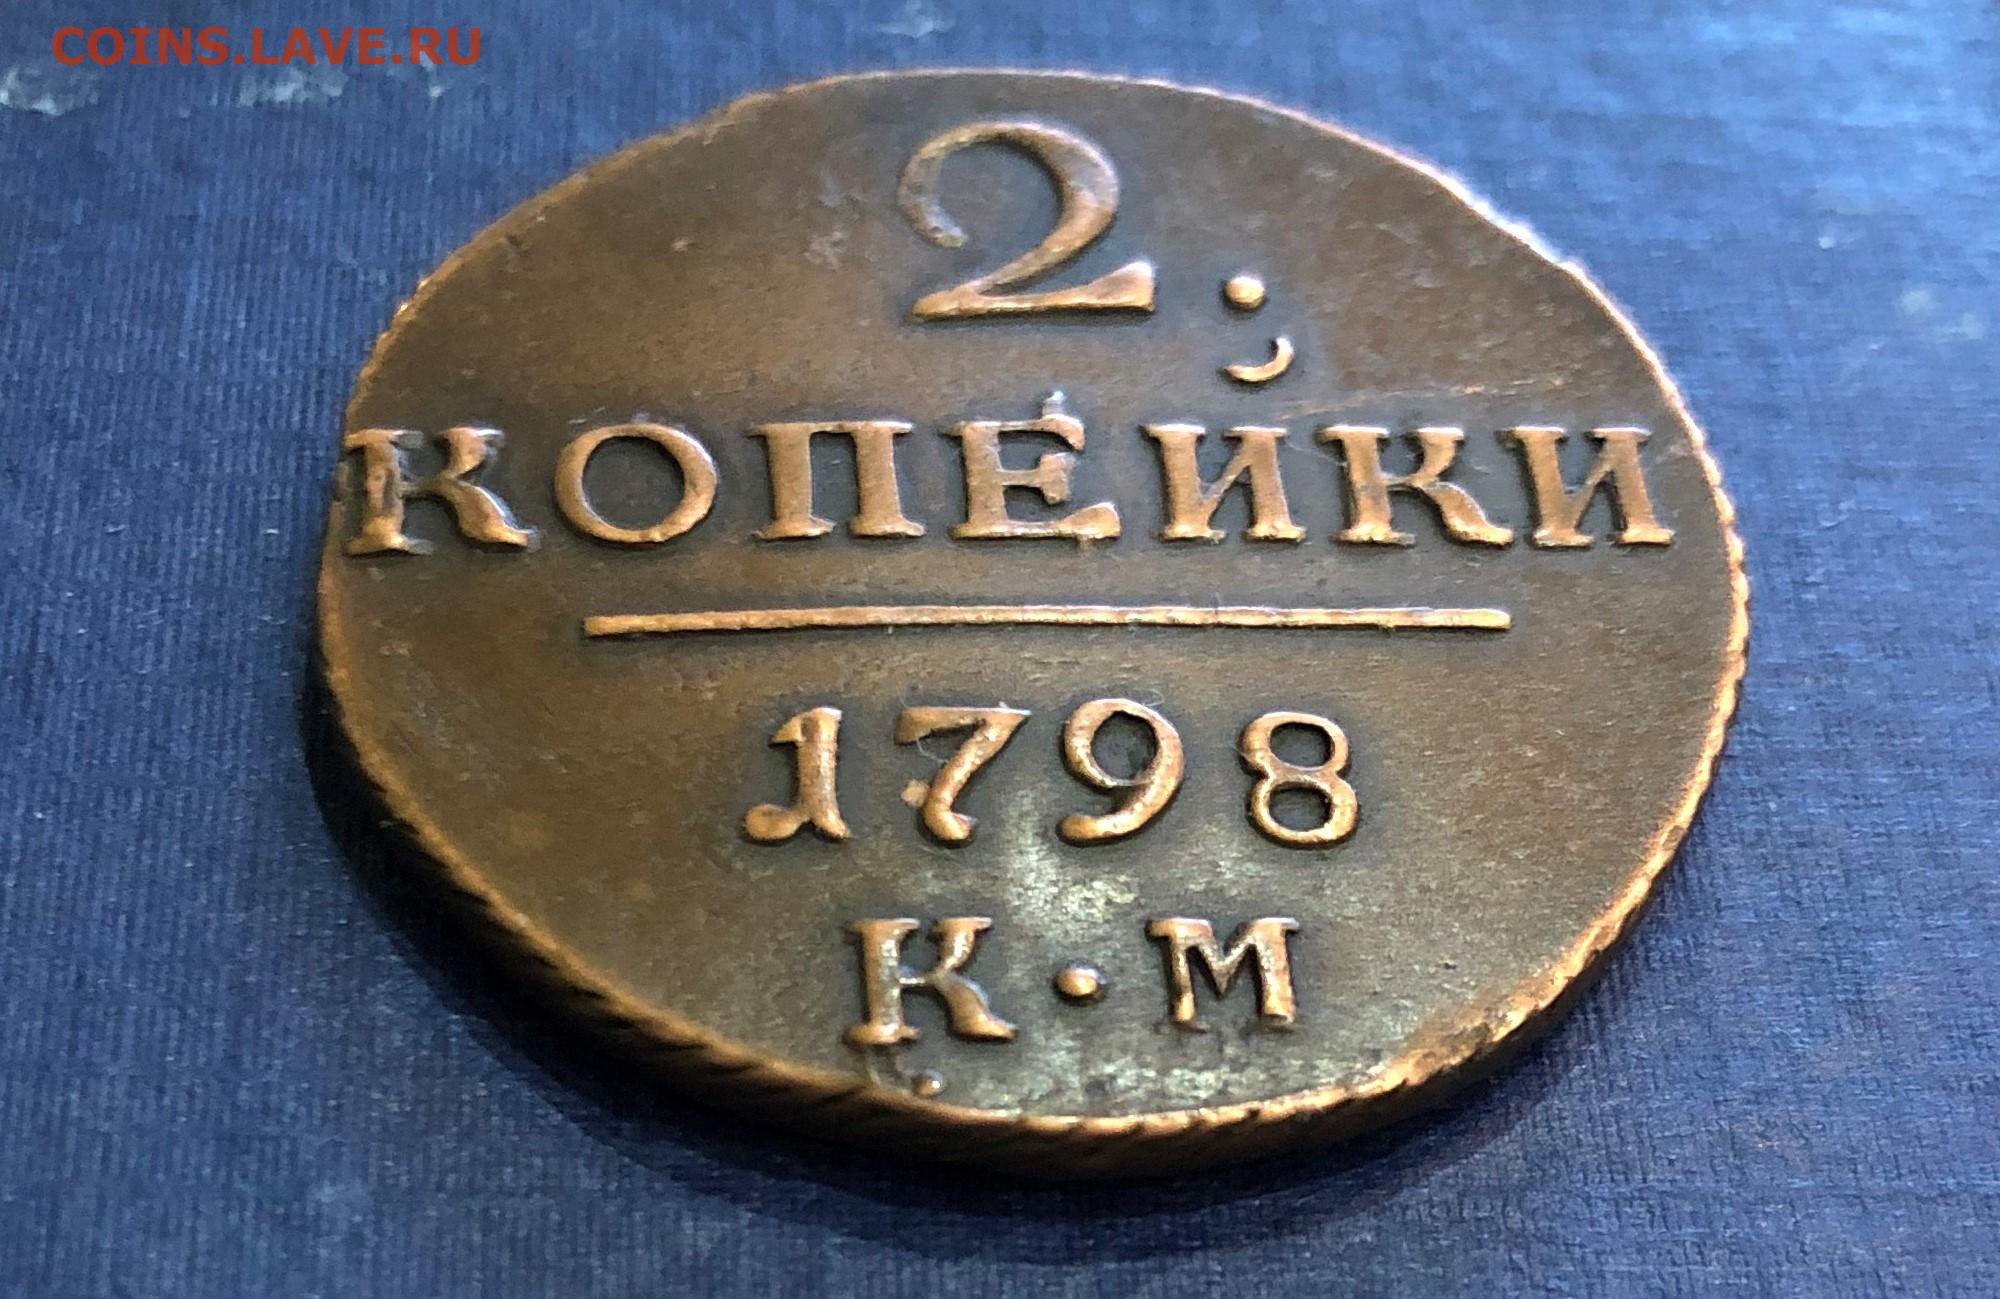 COINS.LAVE.RU
2;
КОПЕЙКИ
1798
К·М